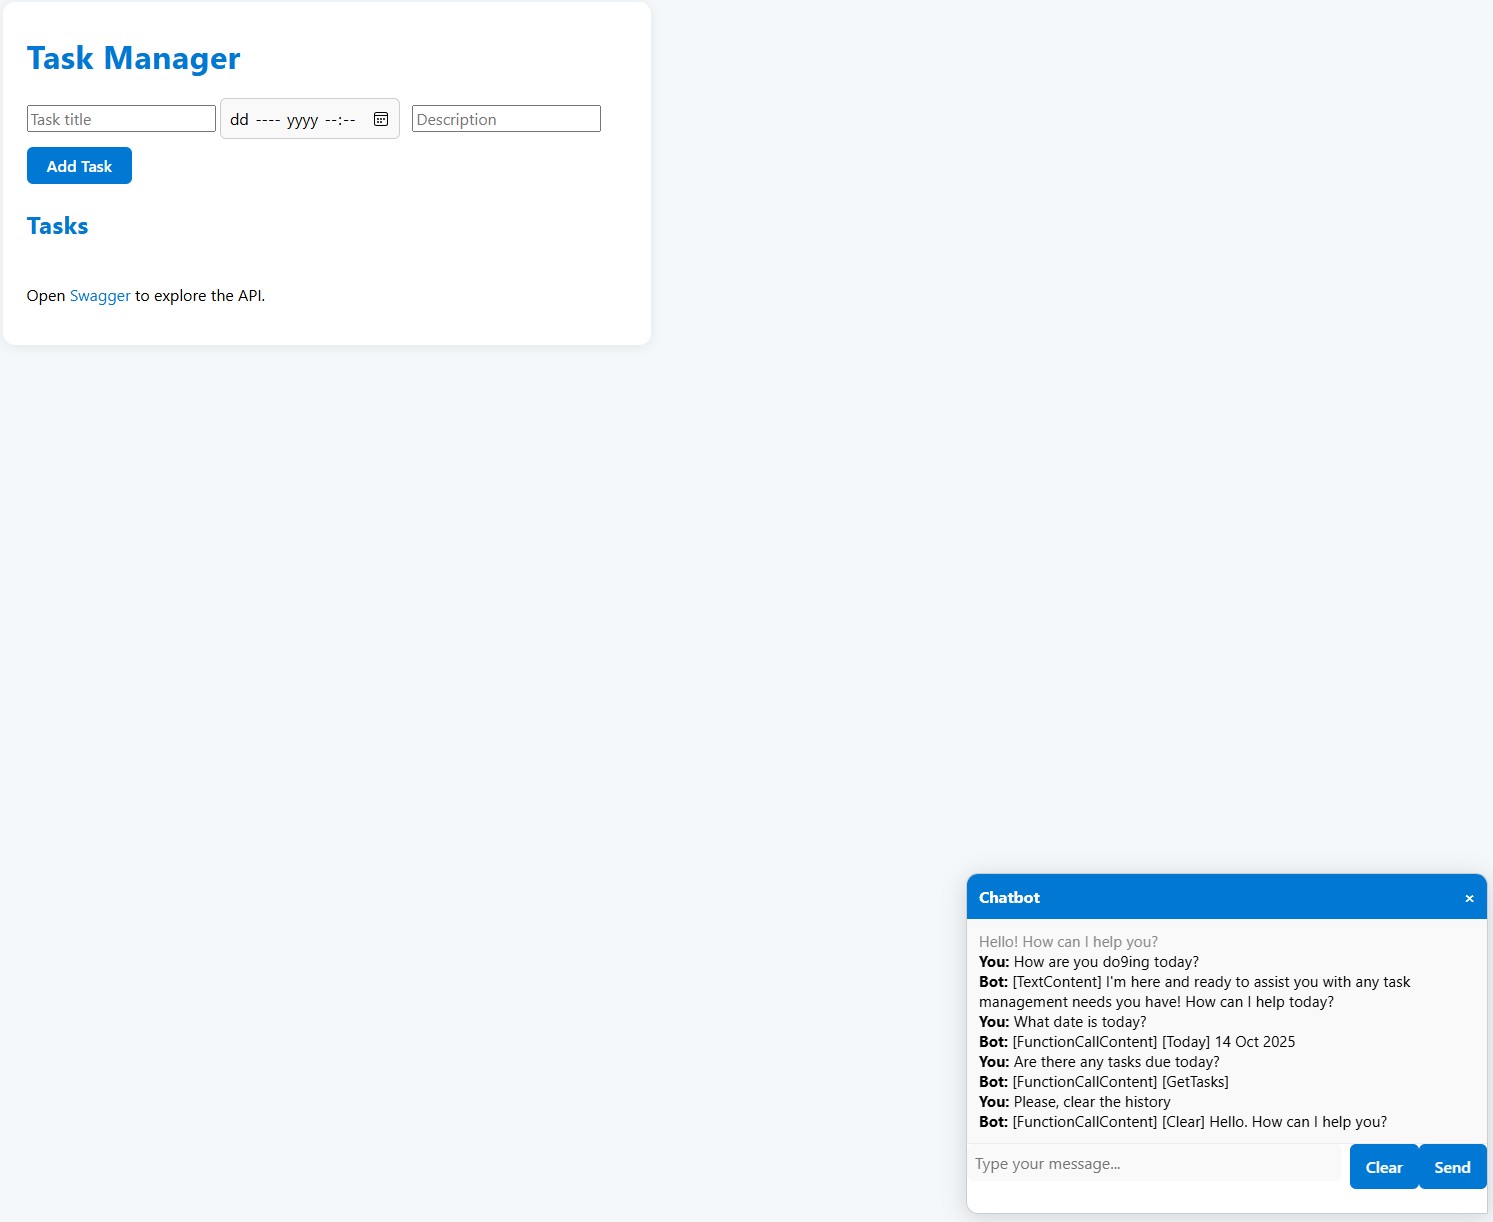 Task Manager
Task title dd ---- yyyy --:-- Description
Add Task
Tasks
Open Swagger to explore the API.
Chatbot ×
Hello! How can I help you?
You: How are you do9ing today?
Bot: [TextContent] I'm here and ready to assist you with any task
management needs you have! How can I help today?
You: What date is today?
Bot: [FunctionCallContent] [Today] 14 Oct 2025
You: Are there any tasks due today?
Bot: [FunctionCallContent] [GetTasks]
You: Please, clear the history
Bot: [FunctionCallContent] [Clear] Hello. How can I help you?
Type your message... Clear Send